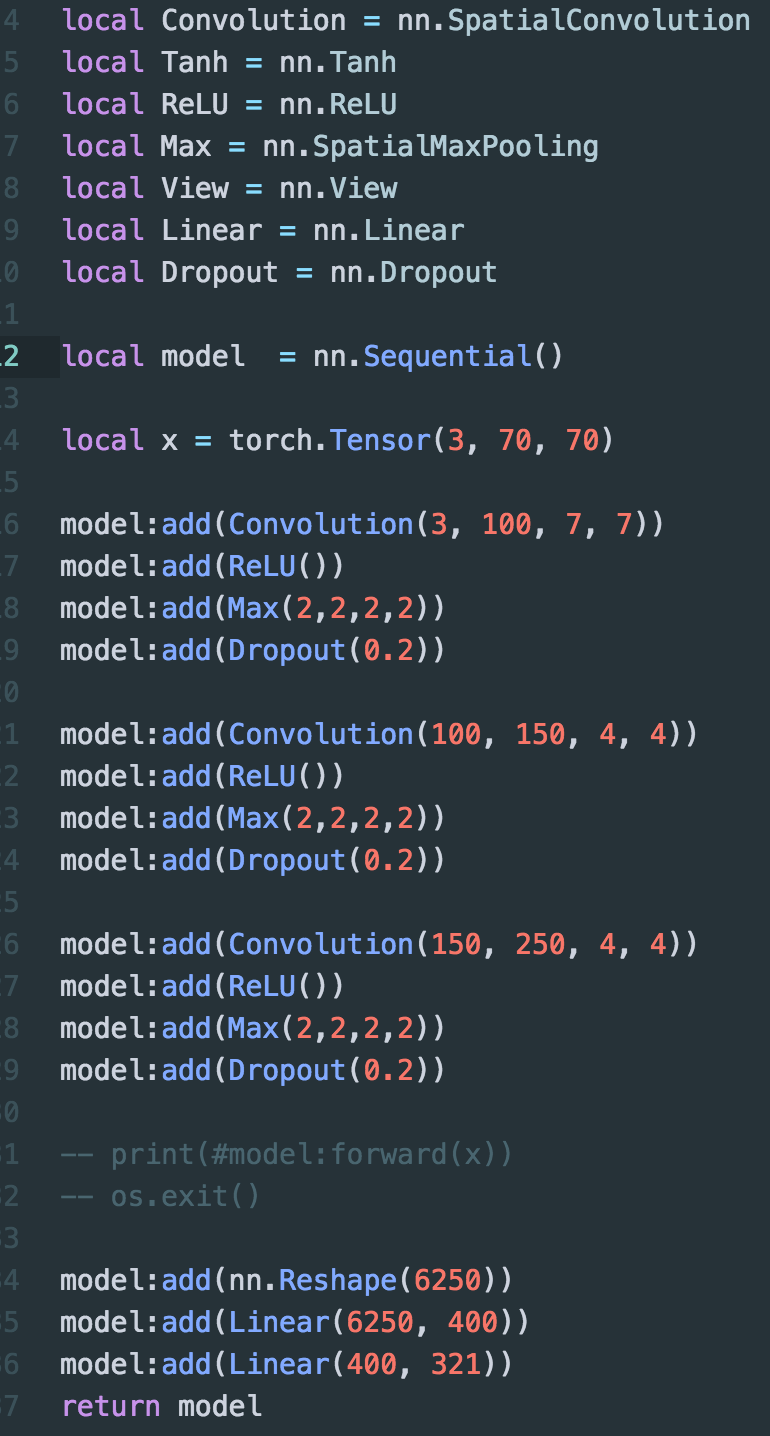 4 local Convolution = nn.SpatialConvolution
5 local Tanh = nn.Tanh
6 local ReLU = nn.ReLU
7 local Max = nn.SpatialMaxPooling
8 local View = nn.View
9 local Linear = nn.Linear
0 local Dropout = nn.Dropout
1
2 local model  = nn.Sequential()
3
4 local x = torch.Tensor(3, 70, 70)
5
6 model:add(Convolution(3, 100, 7, 7))
7 model:add(ReLU())
8 model:add(Max(2,2,2,2))
9 model:add(Dropout(0.2))
0
1 model:add(Convolution(100, 150, 4, 4))
2 model:add(ReLU())
3 model:add(Max(2,2,2,2))
4 model:add(Dropout(0.2))
5
6 model:add(Convolution(150, 250, 4, 4))
7 model:add(ReLU())
8 model:add(Max(2,2,2,2))
9 model:add(Dropout(0.2))
0
1 -- print(#model:forward(x))
2 -- os.exit()
3
4 model:add(nn.Reshape(6250))
5 model:add(Linear(6250, 400))
6 model:add(Linear(400, 321))
7 return model